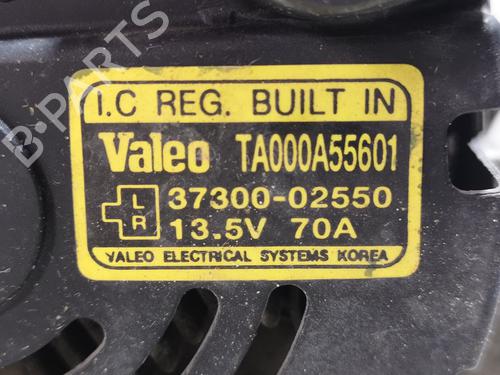 I.C REG. BUILT IN
Valeo TA000A55601
L 37300-02550
R 13.5V 70A
VALEO ELECTRICAL SYSTEMS KOREA
B-PARTS